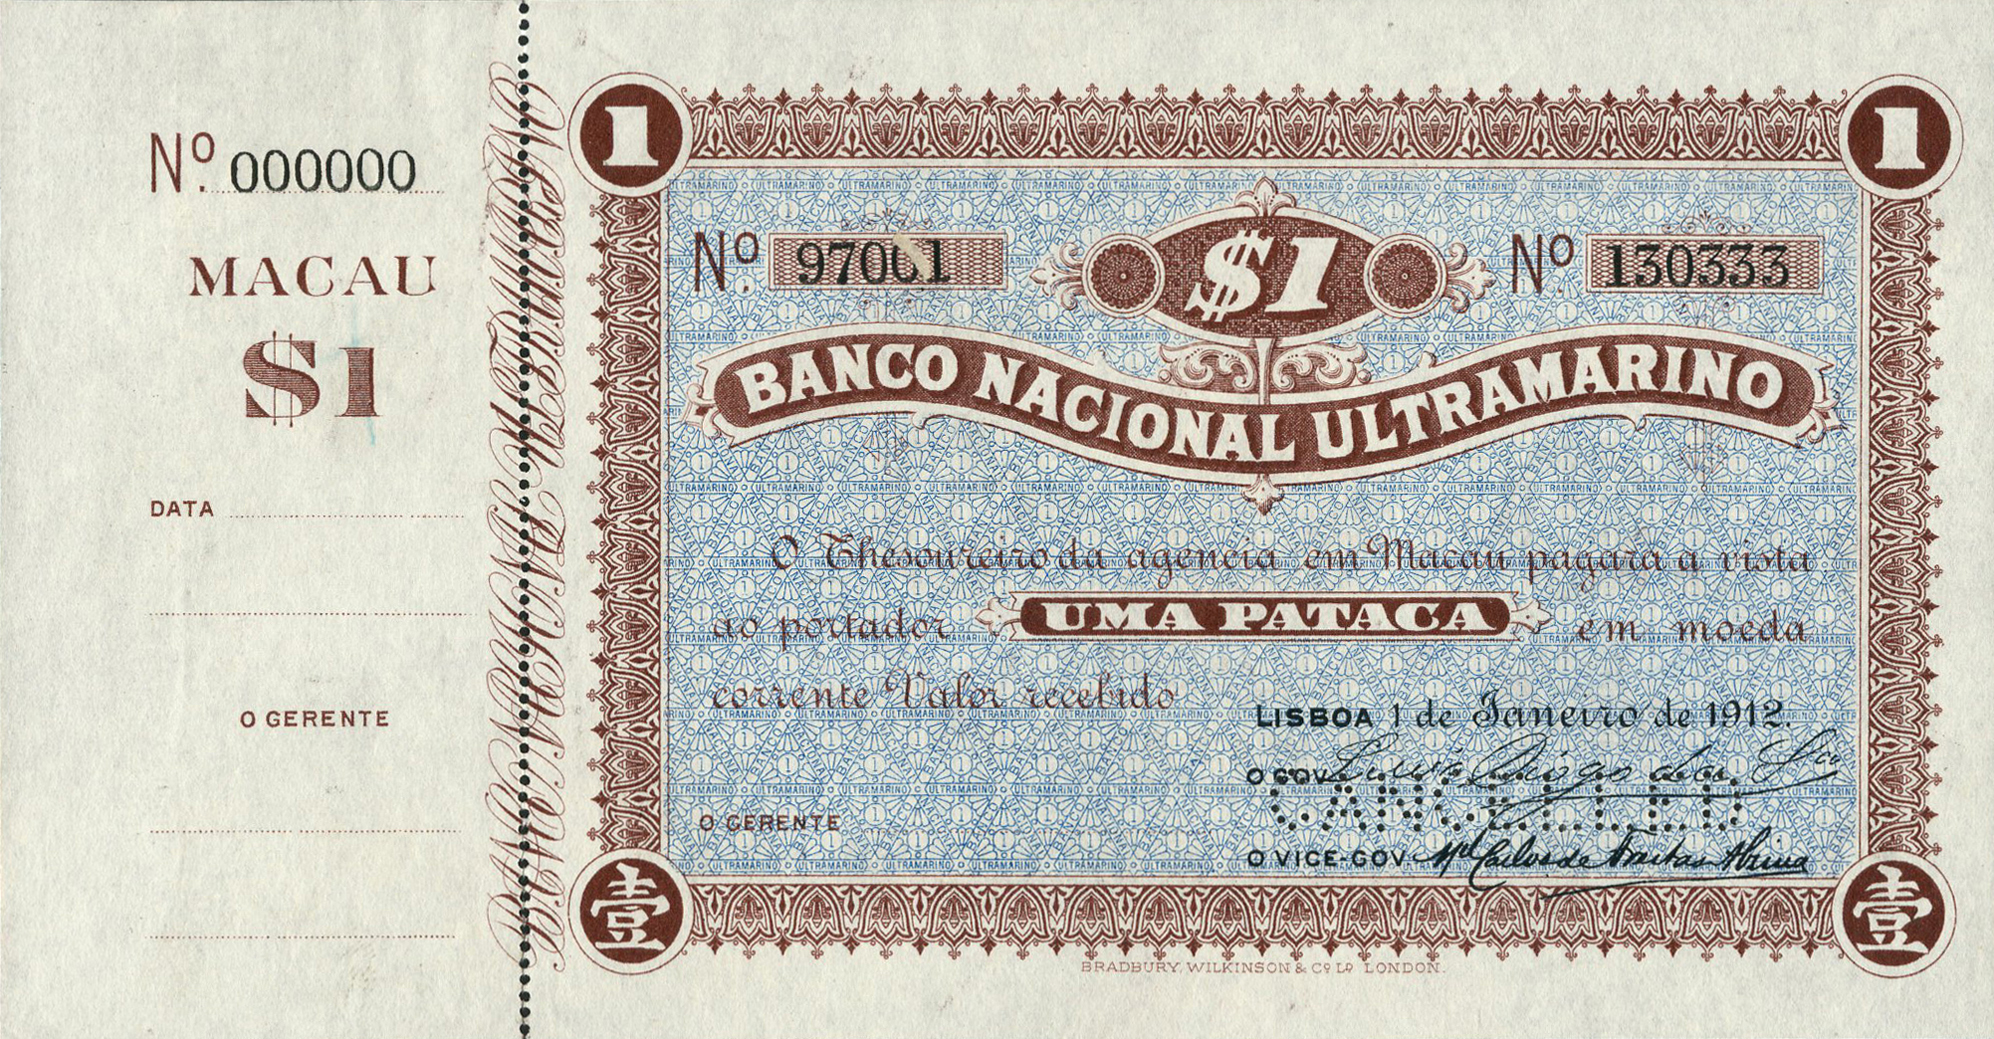 Nº. 000000
MACAU
$1
DATA
O GERENTE
1
1
Nº. 97001
$1
Nº. 130333
BANCO NACIONAL ULTRAMARINO
O Thesoureiro da agencia em Macau pagará á vista
ao portador UMA PATACA em moeda
corrente Valor recebido
LISBOA 1 de Janeiro de 1912.
O GOV.
CANCELLED
O GERENTE
O VICE-GOV.
壹
壹
BRADBURY, WILKINSON & Cº Lº LONDON.